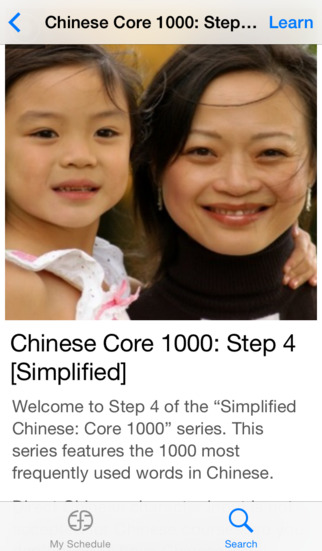 Chinese Core 1000: Step... Learn
Chinese Core 1000: Step 4
[Simplified]
Welcome to Step 4 of the “Simplified
Chinese: Core 1000” series. This
series features the 1000 most
frequently used words in Chinese.
My Schedule Search